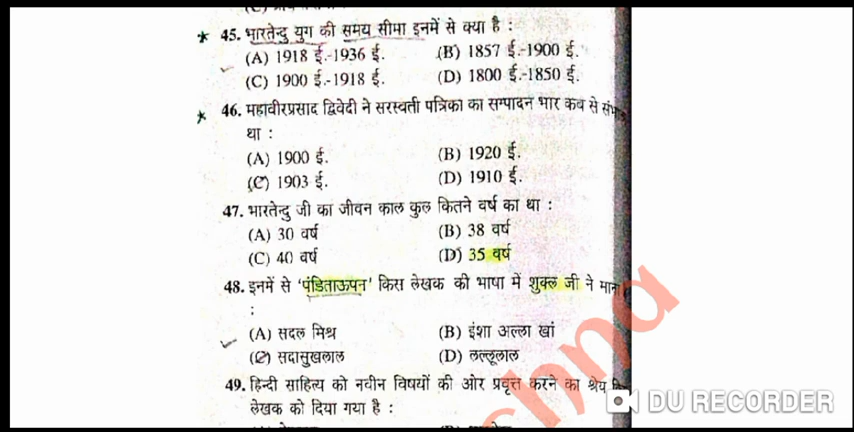 45. भारतेन्दु युग की समय सीमा इनमें से क्या है :
(A) 1918 ई.-1936 ई. (B) 1857 ई.-1900 ई.
(C) 1900 ई.-1918 ई. (D) 1800 ई.-1850 ई.
46. महावीरप्रसाद द्विवेदी ने सरस्वती पत्रिका का सम्पादन भार कब से
था :
(A) 1900 ई. (B) 1920 ई.
(C) 1903 ई. (D) 1910 ई.
47. भारतेन्दु जी का जीवन काल कुल कितने वर्ष का था :
(A) 30 वर्ष (B) 38 वर्ष
(C) 40 वर्ष (D) 35 वर्ष
48. इनमें से 'पंडिताऊपन' किस लेखक की भाषा में शुक्ल जी ने माना
:
(A) सदल मिश्र (B) इंशा अल्ला खां
(C) सदासुखलाल (D) लल्लूलाल
49. हिन्दी साहित्य को नवीन विषयों की ओर प्रवृत्त करने का श्रेय
लेखक को दिया गया है :
shna
DU RECORDER